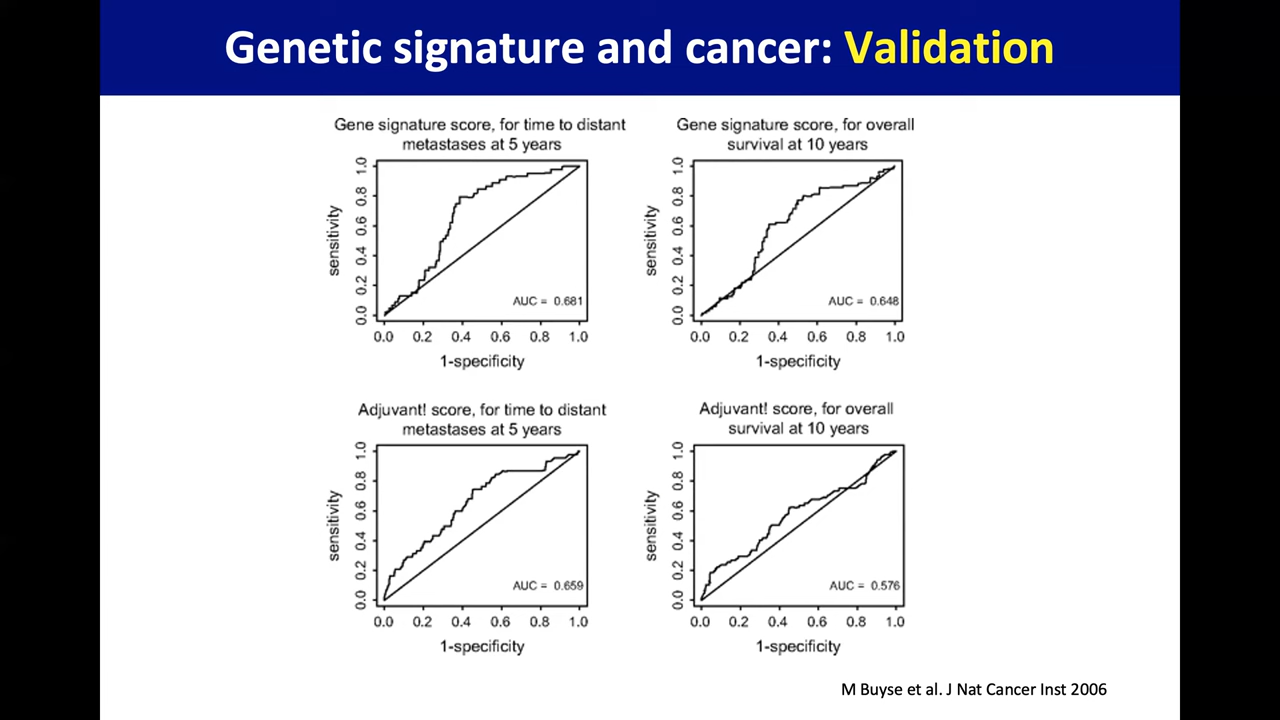 Genetic signature and cancer: Validation
Gene signature score, for time to distant
metastases at 5 years
sensitivity
0.0 0.2 0.4 0.6 0.8 1.0
AUC = 0.681
0.0 0.2 0.4 0.6 0.8 1.0
1-specificity
Gene signature score, for overall
survival at 10 years
sensitivity
0.0 0.2 0.4 0.6 0.8 1.0
AUC = 0.648
0.0 0.2 0.4 0.6 0.8 1.0
1-specificity
Adjuvant! score, for time to distant
metastases at 5 years
sensitivity
0.0 0.2 0.4 0.6 0.8 1.0
AUC = 0.659
0.0 0.2 0.4 0.6 0.8 1.0
1-specificity
Adjuvant! score, for overall
survival at 10 years
sensitivity
0.0 0.2 0.4 0.6 0.8 1.0
AUC = 0.576
0.0 0.2 0.4 0.6 0.8 1.0
1-specificity
M Buyse et al. J Nat Cancer Inst 2006